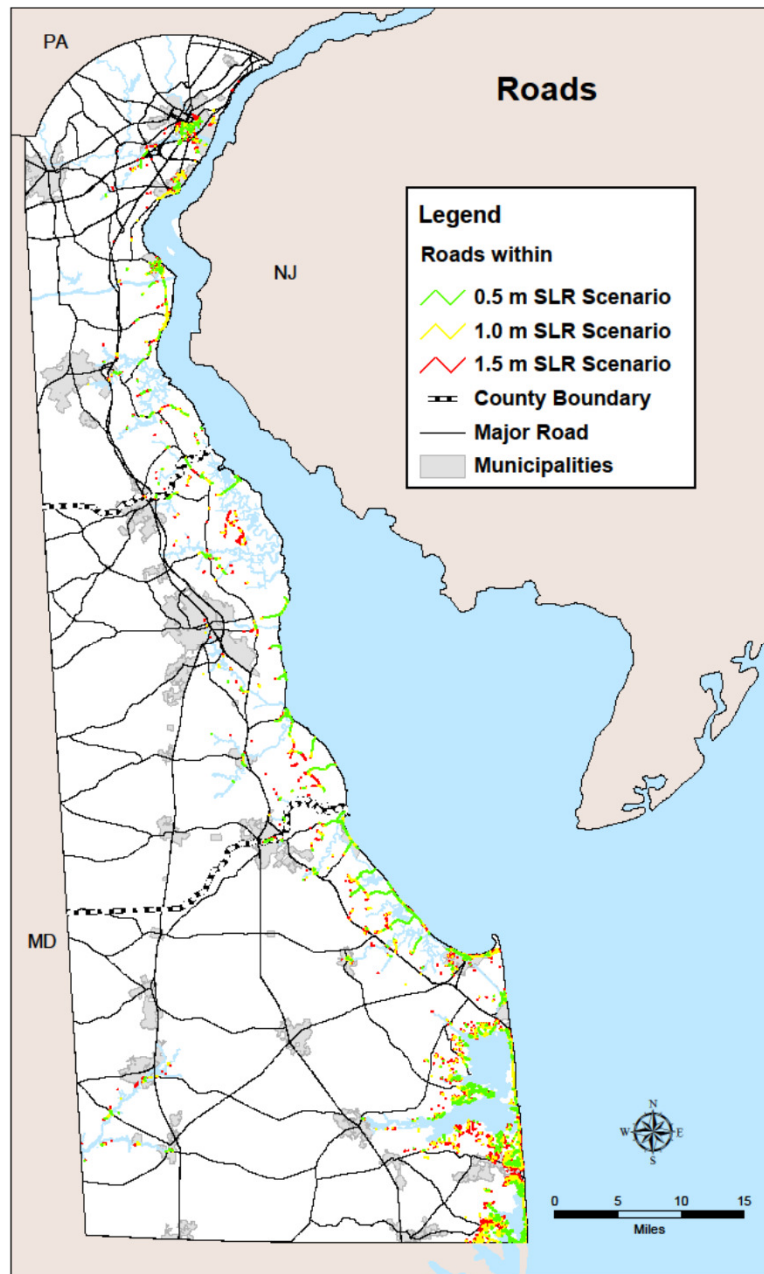 PA
Roads
Legend
Roads within
0.5 m SLR Scenario
1.0 m SLR Scenario
1.5 m SLR Scenario
County Boundary
Major Road
Municipalities
NJ
MD
N
W E
S
0 5 10 15
Miles